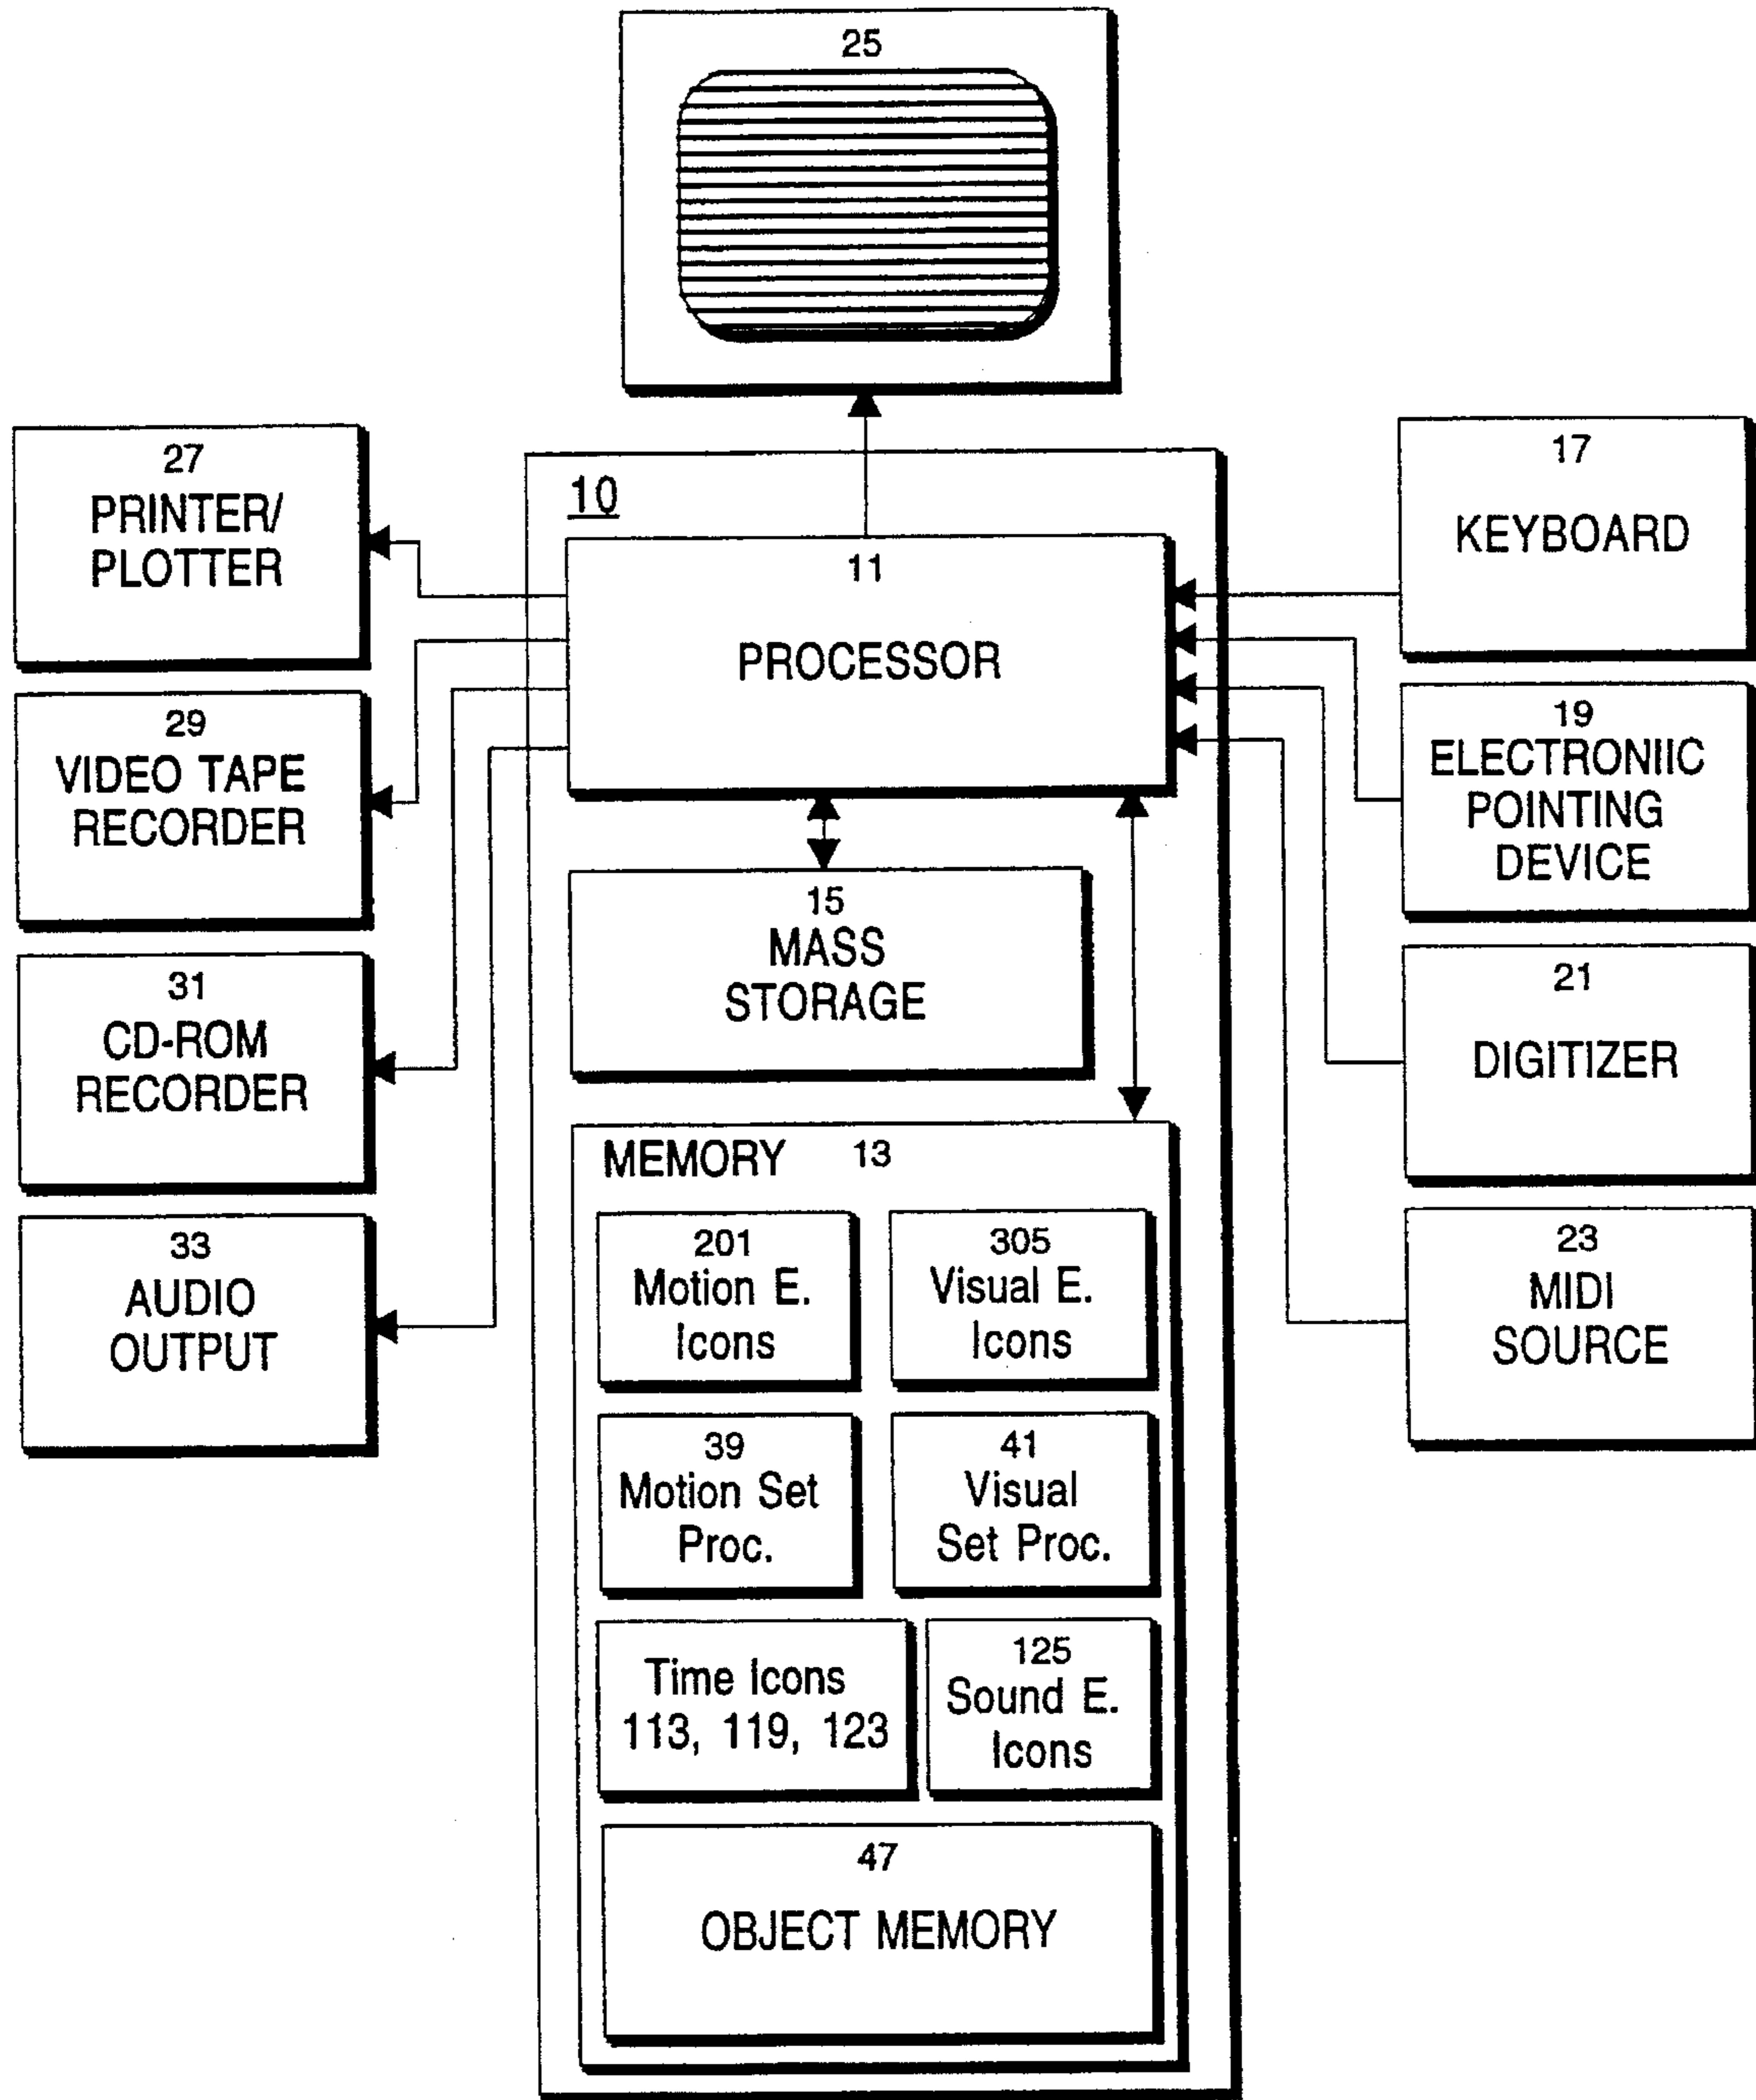 25
27
PRINTER/
PLOTTER
29
VIDEO TAPE
RECORDER
31
CD-ROM
RECORDER
33
AUDIO
OUTPUT
10
11
PROCESSOR
15
MASS
STORAGE
MEMORY 13
201
Motion E.
Icons
305
Visual E.
Icons
39
Motion Set
Proc.
41
Visual
Set Proc.
Time Icons
113, 119, 123
125
Sound E.
Icons
47
OBJECT MEMORY
17
KEYBOARD
19
ELECTRONIIC
POINTING
DEVICE
21
DIGITIZER
23
MIDI
SOURCE